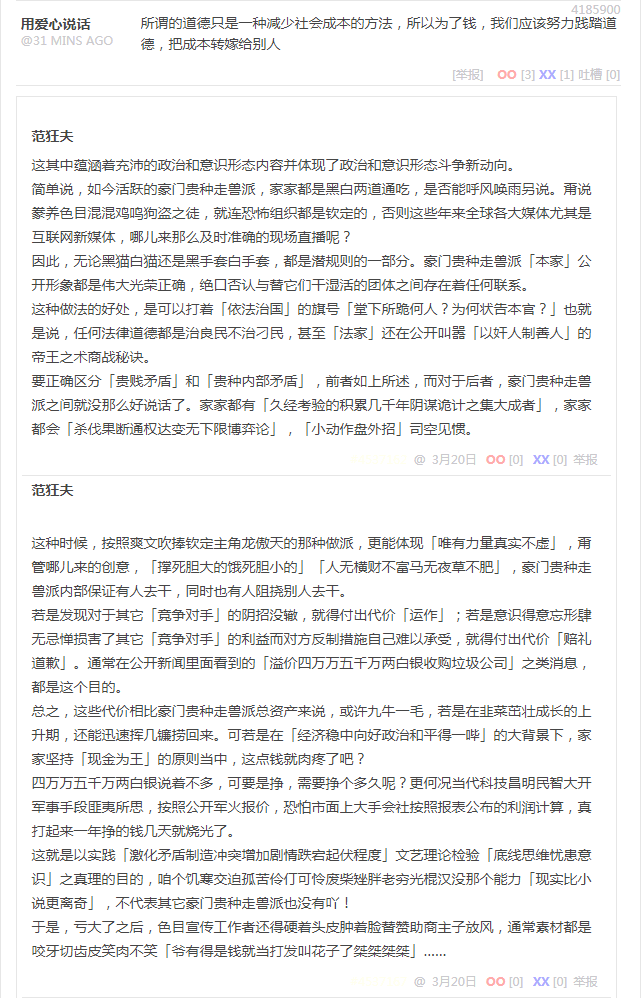 4185900
用爱心说话 所谓的道德只是一种减少社会成本的方法，所以为了钱，我们应该努力践踏道
@31 MINS AGO 德，把成本转嫁给别人
[举报] OO [3] XX [1] 吐槽 [0]
范狂夫
这其中蕴涵着充沛的政治和意识形态内容并体现了政治和意识形态斗争新动向。
简单说，如今活跃的豪门贵种走兽派，家家都是黑白两道通吃，是否能呼风唤雨另说。甭说
豢养色目混混鸡鸣狗盗之徒，就连恐怖组织都是钦定的，否则这些年来全球各大媒体尤其是
互联网新媒体，哪儿来那么及时准确的现场直播呢？
因此，无论黑猫白猫还是黑手套白手套，都是潜规则的一部分。豪门贵种走兽派「本家」公
开形象都是伟大光荣正确，绝口否认与替它们干湿活的团体之间存在着任何联系。
这种做法的好处，是可以打着「依法治国」的旗号「堂下所跪何人？为何状告本官？」也就
是说，任何法律道德都是治良民不治刁民，甚至「法家」还在公开叫嚣「以奸人制善人」的
帝王之术商战秘诀。
要正确区分「贵贱矛盾」和「贵种内部矛盾」，前者如上所述，而对于后者，豪门贵种走兽
派之间就没那么好说话了。家家都有「久经考验的积累几千年阴谋诡计之集大成者」，家家
都会「杀伐果断通权达变无下限博弈论」，「小动作盘外招」司空见惯。
@ 3月20日 OO [0] XX [0] 举报
范狂夫
这种时候，按照爽文吹捧钦定主角龙傲天的那种做派，更能体现「唯有力量真实不虚」，甭
管哪儿来的创意，「撑死胆大的饿死胆小的」「人无横财不富马无夜草不肥」，豪门贵种走
兽派内部保证有人去干，同时也有人阻挠别人去干。
若是发现对于其它「竞争对手」的阴招没辙，就得付出代价「运作」；若是意识得意忘形肆
无忌惮损害了其它「竞争对手」的利益而对方反制措施自己难以承受，就得付出代价「赔礼
道歉」。通常在公开新闻里面看到的「溢价四万万五千万两白银收购垃圾公司」之类消息，
都是这个目的。
总之，这些代价相比豪门贵种走兽派总资产来说，或许九牛一毛，若是在韭菜茁壮成长的上
升期，还能迅速挥几镰捞回来。可若是在「经济稳中向好政治和平得一哔」的大背景下，家
家坚持「现金为王」的原则当中，这点钱就肉疼了吧？
四万万五千万两白银说着不多，可要是挣，需要挣个多久呢？更何况当代科技昌明民智大开
军事手段匪夷所思，按照公开军火报价，恐怕市面上大手会社按照报表公布的利润计算，真
打起来一年挣的钱几天就烧光了。
这就是以实践「激化矛盾制造冲突增加剧情跌宕起伏程度」文艺理论检验「底线思维忧患意
识」之真理的目的，咱个饥寒交迫孤苦伶仃可怜废柴矬胖老穷光棍汉没那个能力「现实比小
说更离奇」，不代表其它豪门贵种走兽派也没有吖！
于是，亏大了之后，色目宣传工作者还得硬着头皮肿着脸替赞助商主子放风，通常素材都是
咬牙切齿皮笑肉不笑「爷有得是钱就当打发叫花子了桀桀桀桀」……
@ 3月20日 OO [0] XX [0] 举报